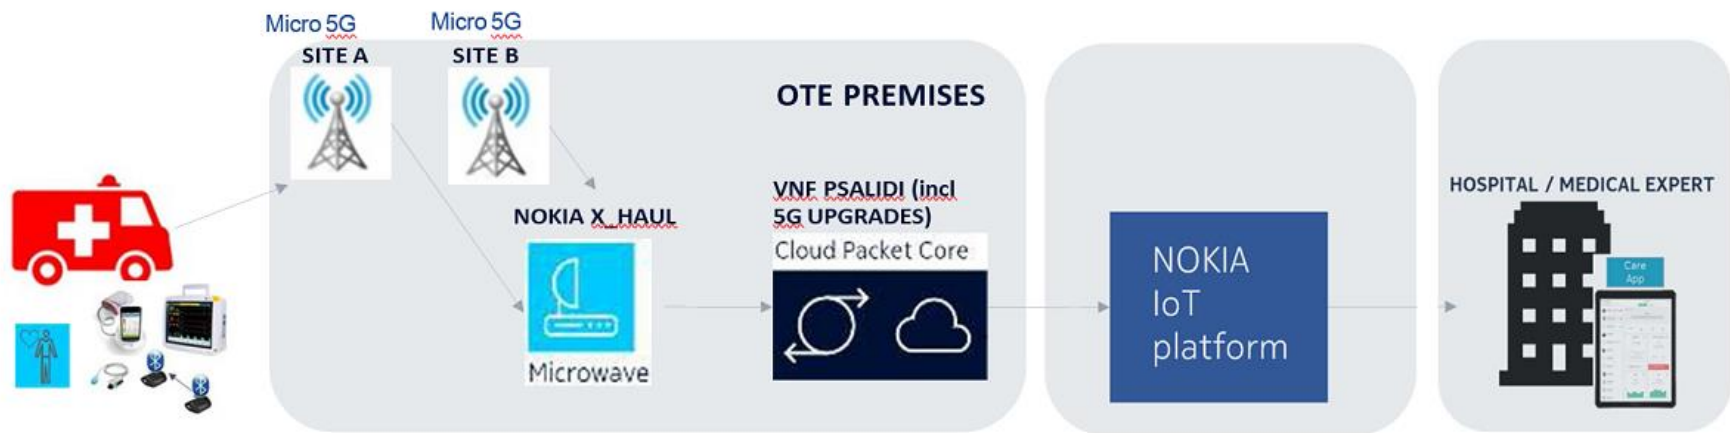 Micro 5G
SITE A
Micro 5G
SITE B
OTE PREMISES
NOKIA X_HAUL
Microwave
VNF PSALIDI (incl
5G UPGRADES)
Cloud Packet Core
NOKIA
IoT
platform
HOSPITAL / MEDICAL EXPERT
Care
App